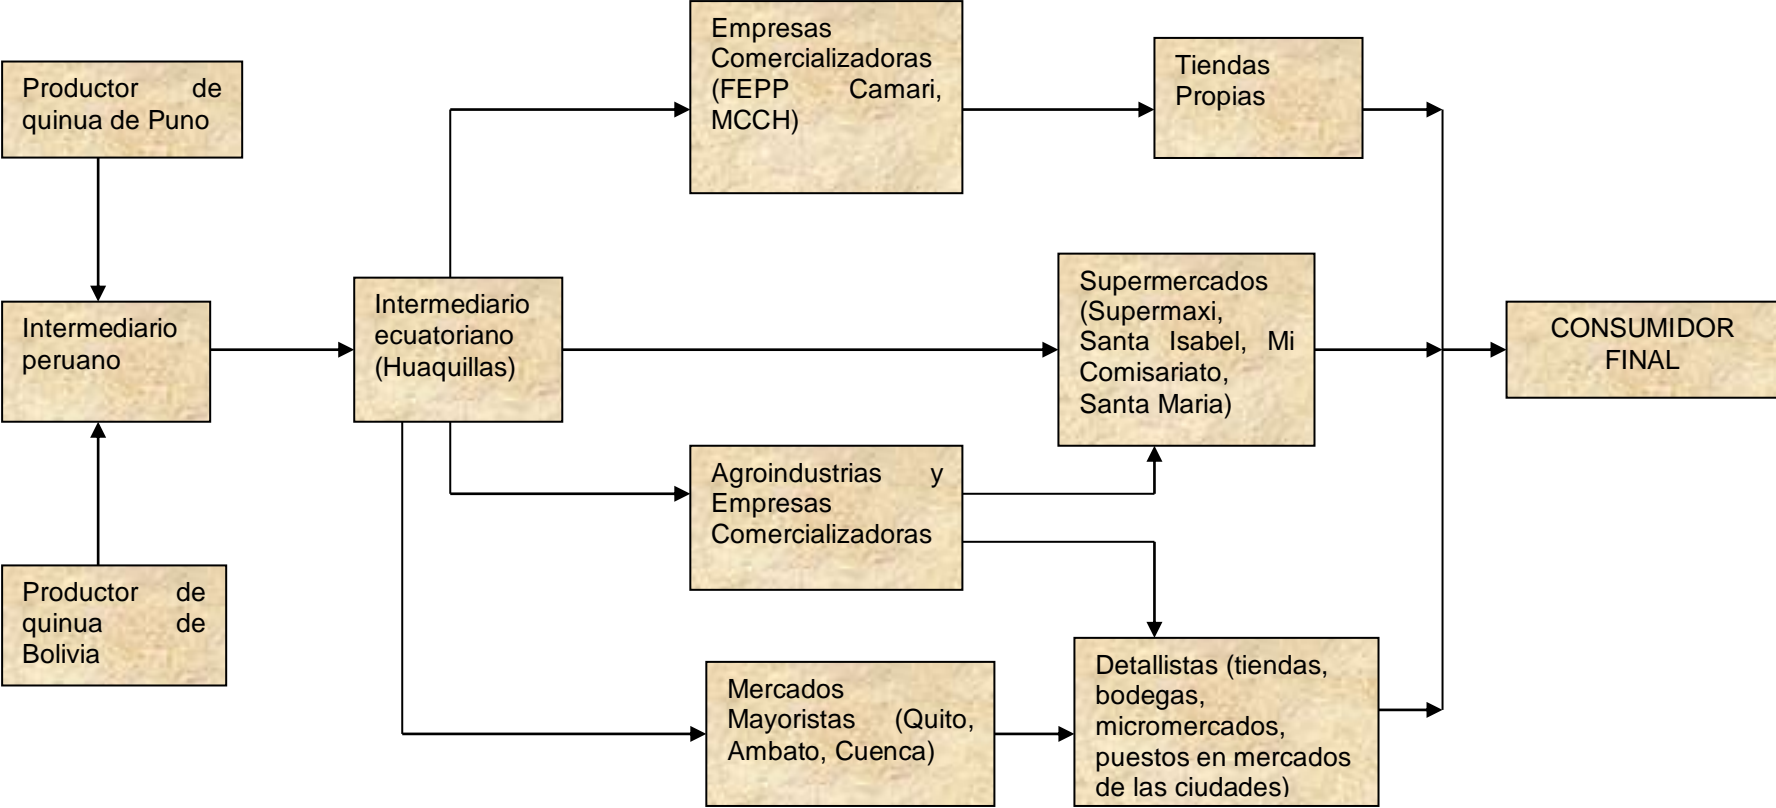 Productor de
quinua de Puno
Intermediario
peruano
Productor de
quinua de
Bolivia
Intermediario
ecuatoriano
(Huaquillas)
Empresas
Comercializadoras
(FEPP Camari,
MCCH)
Tiendas
Propias
Supermercados
(Supermaxi,
Santa Isabel, Mi
Comisariato,
Santa Maria)
Agroindustrias y
Empresas
Comercializadoras
Mercados
Mayoristas (Quito,
Ambato, Cuenca)
Detallistas (tiendas,
bodegas,
micromercados,
puestos en mercados
de las ciudades)
CONSUMIDOR
FINAL